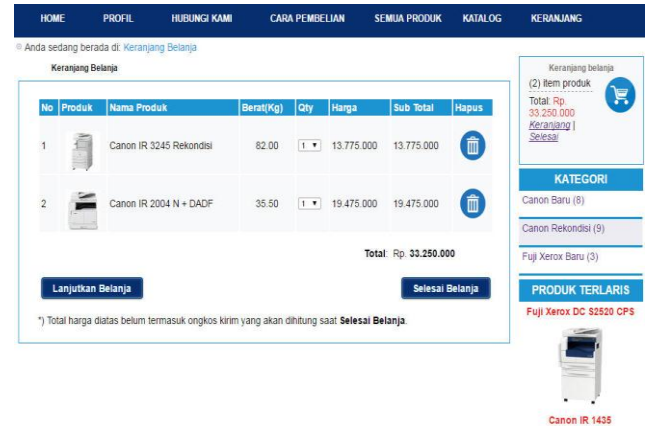 HOME PROFIL HUBUNGI KAMI CARA PEMBELIAN SEMUA PRODUK KATALOG KERANJANG
Anda sedang berada di: Keranjang Belanja
Keranjang Belanja
No Produk Nama Produk Berat(Kg) Qty Harga Sub Total Hapus
1 Canon IR 3245 Rekondisi 82.00 1 13.775.000 13.775.000
2 Canon IR 2004 N + DADF 35.50 1 19.475.000 19.475.000
Total: Rp. 33.250.000
Lanjutkan Belanja Selesai Belanja
*) Total harga diatas belum termasuk ongkos kirim yang akan dihitung saat Selesai Belanja.
Keranjang belanja
(2) item produk
Total: Rp.
33.250.000
Keranjang |
Selesai
KATEGORI
Canon Baru (8)
Canon Rekondisi (9)
Fuji Xerox Baru (3)
PRODUK TERLARIS
Fuji Xerox DC S2520 CPS
Canon IR 1435